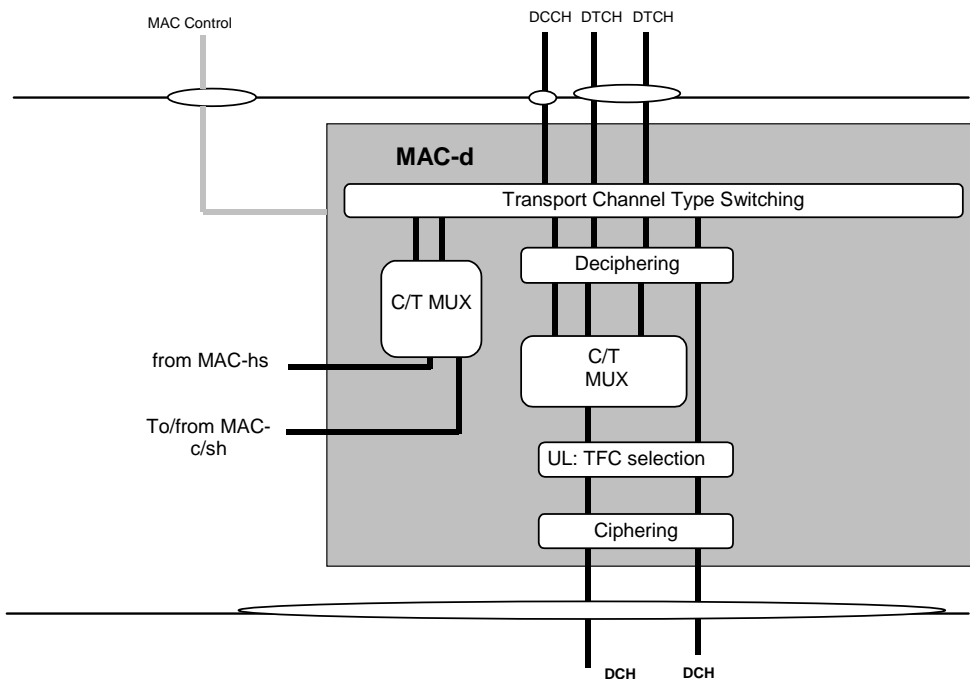 MAC Control
DCCH DTCH DTCH
MAC-d
Transport Channel Type Switching
Deciphering
C/T MUX
from MAC-hs
C/T
MUX
To/from MAC-
c/sh
UL: TFC selection
Ciphering
DCH DCH